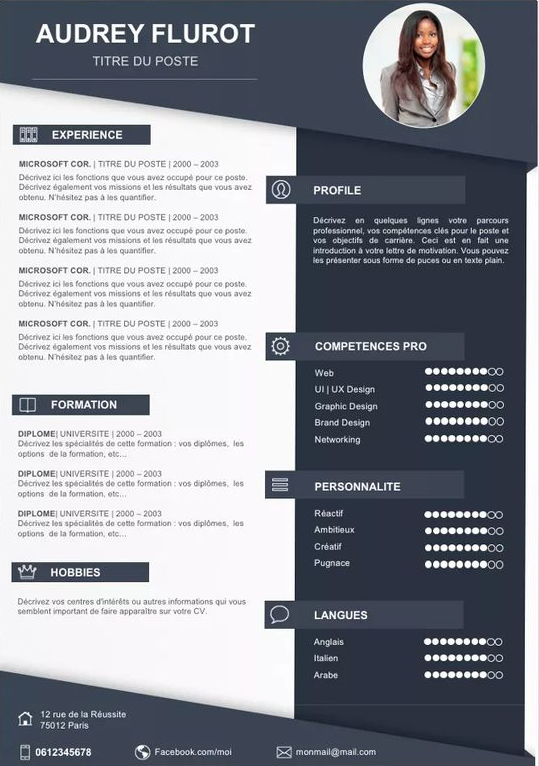 AUDREY FLUROT
TITRE DU POSTE
EXPERIENCE
MICROSOFT COR. | TITRE DU POSTE | 2000 – 2003
Décrivez ici les fonctions que vous avez occupé pour ce poste.
Décrivez également vos missions et les résultats que vous avez
obtenu. N'hésitez pas à les quantifier.
MICROSOFT COR. | TITRE DU POSTE | 2000 – 2003
Décrivez ici les fonctions que vous avez occupé pour ce poste.
Décrivez également vos missions et les résultats que vous avez
obtenu. N'hésitez pas à les quantifier.
MICROSOFT COR. | TITRE DU POSTE | 2000 – 2003
Décrivez ici les fonctions que vous avez occupé pour ce poste.
Décrivez également vos missions et les résultats que vous avez
obtenu. N'hésitez pas à les quantifier.
MICROSOFT COR. | TITRE DU POSTE | 2000 – 2003
Décrivez ici les fonctions que vous avez occupé pour ce poste.
Décrivez également vos missions et les résultats que vous avez
obtenu. N'hésitez pas à les quantifier.
FORMATION
DIPLOME| UNIVERSITE | 2000 – 2003
Décrivez les spécialités de cette formation : vos diplômes, les
options de la formation, etc...
DIPLOME| UNIVERSITE | 2000 – 2003
Décrivez les spécialités de cette formation : vos diplômes, les
options de la formation, etc...
DIPLOME| UNIVERSITE | 2000 – 2003
Décrivez les spécialités de cette formation : vos diplômes, les
options de la formation, etc...
HOBBIES
Décrivez vos centres d'intérêts ou autres informations qui vous
semblent important de faire apparaître sur votre CV.
PROFILE
Décrivez en quelques lignes votre parcours
professionnel, vos compétences clés pour le poste et
vos objectifs de carrière. Ceci est en fait une
introduction à votre lettre de motivation. Vous pouvez
les présenter sous forme de puces ou en texte plain.
COMPETENCES PRO
Web
UI | UX Design
Graphic Design
Brand Design
Networking
PERSONNALITE
Réactif
Ambitieux
Créatif
Pugnace
LANGUES
Anglais
Italien
Arabe
12 rue de la Réussite
75012 Paris
0612345678
Facebook.com/moi
monmail@mail.com